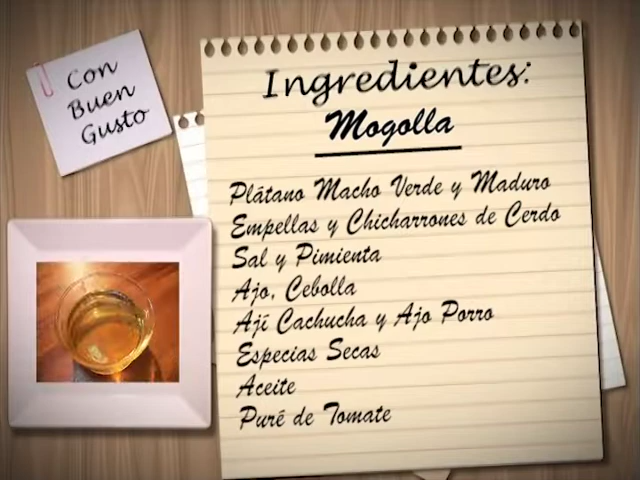 Con
Buen
Gusto
Ingredientes:
Mogolla
Plátano Macho Verde y Maduro
Empellas y Chicharrones de Cerdo
Sal y Pimienta
Ajo, Cebolla
Ají Cachucha y Ajo Porro
Especias Secas
Aceite
Puré de Tomate